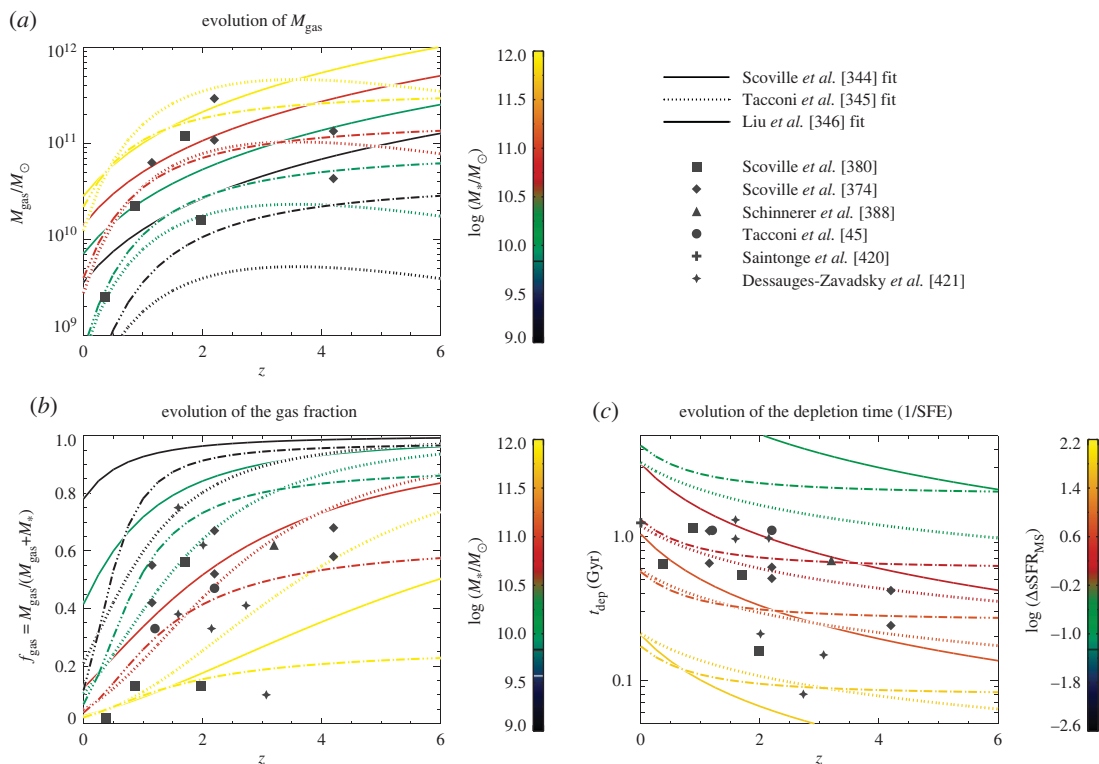 (a)
evolution of M_gas
M_gas/M_⊙
10^12
10^11
10^10
10^9
0 2 4 6
z
12.0
11.5
11.0
10.5
10.0
9.5
9.0
log (M_*/M_⊙)
Scoville et al. [344] fit
Tacconi et al. [345] fit
Liu et al. [346] fit
Scoville et al. [380]
Scoville et al. [374]
Schinnerer et al. [388]
Tacconi et al. [45]
Saintonge et al. [420]
Dessauges-Zavadsky et al. [421]
(b)
evolution of the gas fraction
f_gas = M_gas/(M_gas+M_*)
1.0
0.8
0.6
0.4
0.2
0
0 2 4 6
z
12.0
11.5
11.0
10.5
10.0
9.5
9.0
log (M_*/M_⊙)
(c)
evolution of the depletion time (1/SFE)
t_dep (Gyr)
1.0
0.1
0 2 4 6
z
2.2
1.4
0.6
−0.2
−1.0
−1.8
−2.6
log (ΔsSFR_MS)